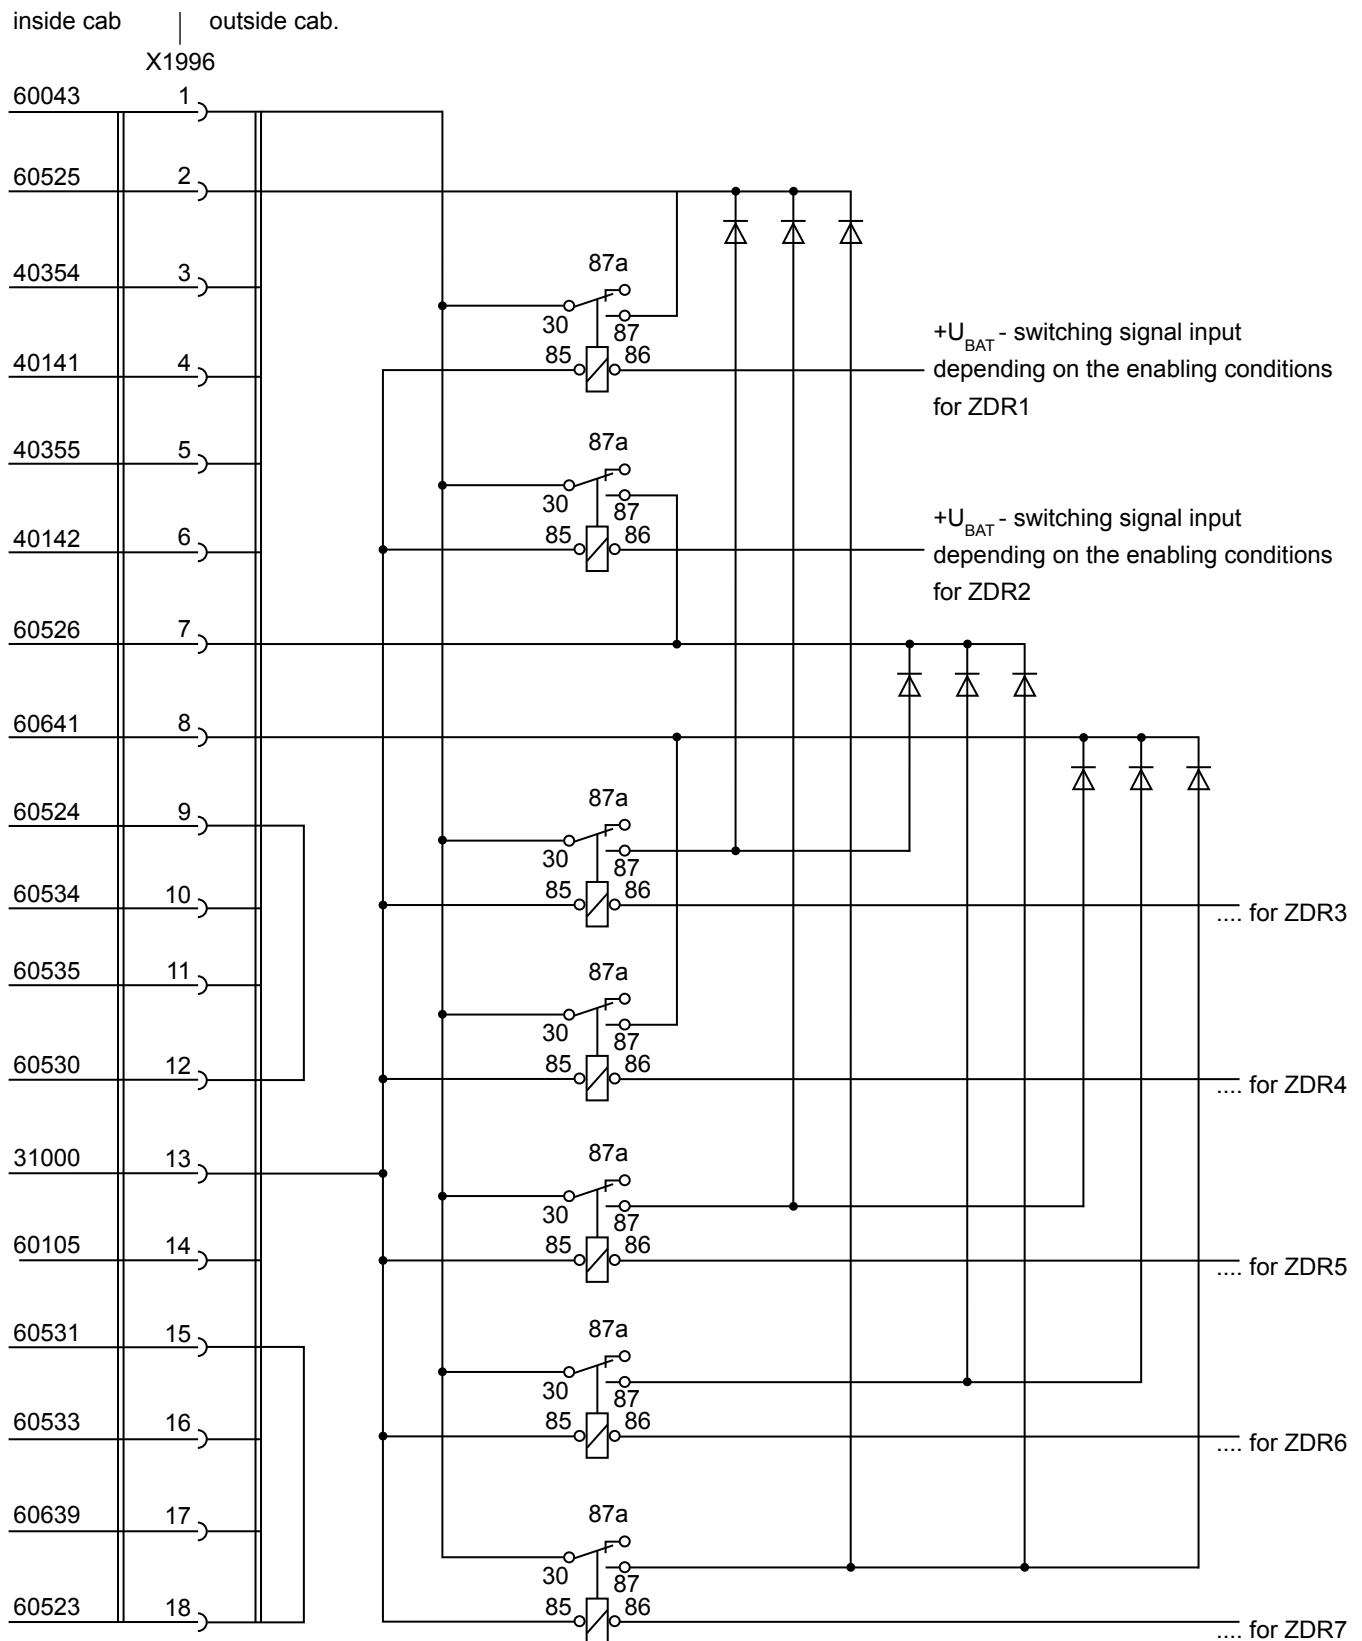 inside cab | outside cab.
X1996
60043 1
60525 2
40354 3
87a
30 87
+UBAT - switching signal input
85 86
40141 4
depending on the enabling conditions
for ZDR1
40355 5
87a
30 87
+UBAT - switching signal input
40142 6
85 86
depending on the enabling conditions
for ZDR2
60526 7
60641 8
87a
60524 9
30 87
60534 10
85 86
.... for ZDR3
60535 11
87a
30 87
60530 12
85 86
.... for ZDR4
31000 13
87a
30 87
60105 14
85 86
.... for ZDR5
60531 15
87a
30 87
60533 16
85 86
.... for ZDR6
60639 17
87a
30 87
60523 18
85 86
.... for ZDR7